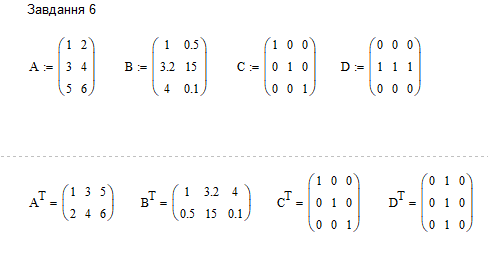 Завдання 6
A := ( 1 2 ) B := ( 1 0.5 ) C := ( 1 0 0 ) D := ( 0 0 0 )
( 3 4 ) ( 3.2 15 ) ( 0 1 0 ) ( 1 1 1 )
( 5 6 ) ( 4 0.1 ) ( 0 0 1 ) ( 0 0 0 )
A^T = ( 1 3 5 ) B^T = ( 1 3.2 4 ) C^T = ( 1 0 0 ) D^T = ( 0 1 0 )
( 2 4 6 ) ( 0.5 15 0.1 ) ( 0 1 0 ) ( 0 1 0 )
( 0 0 1 ) ( 0 1 0 )